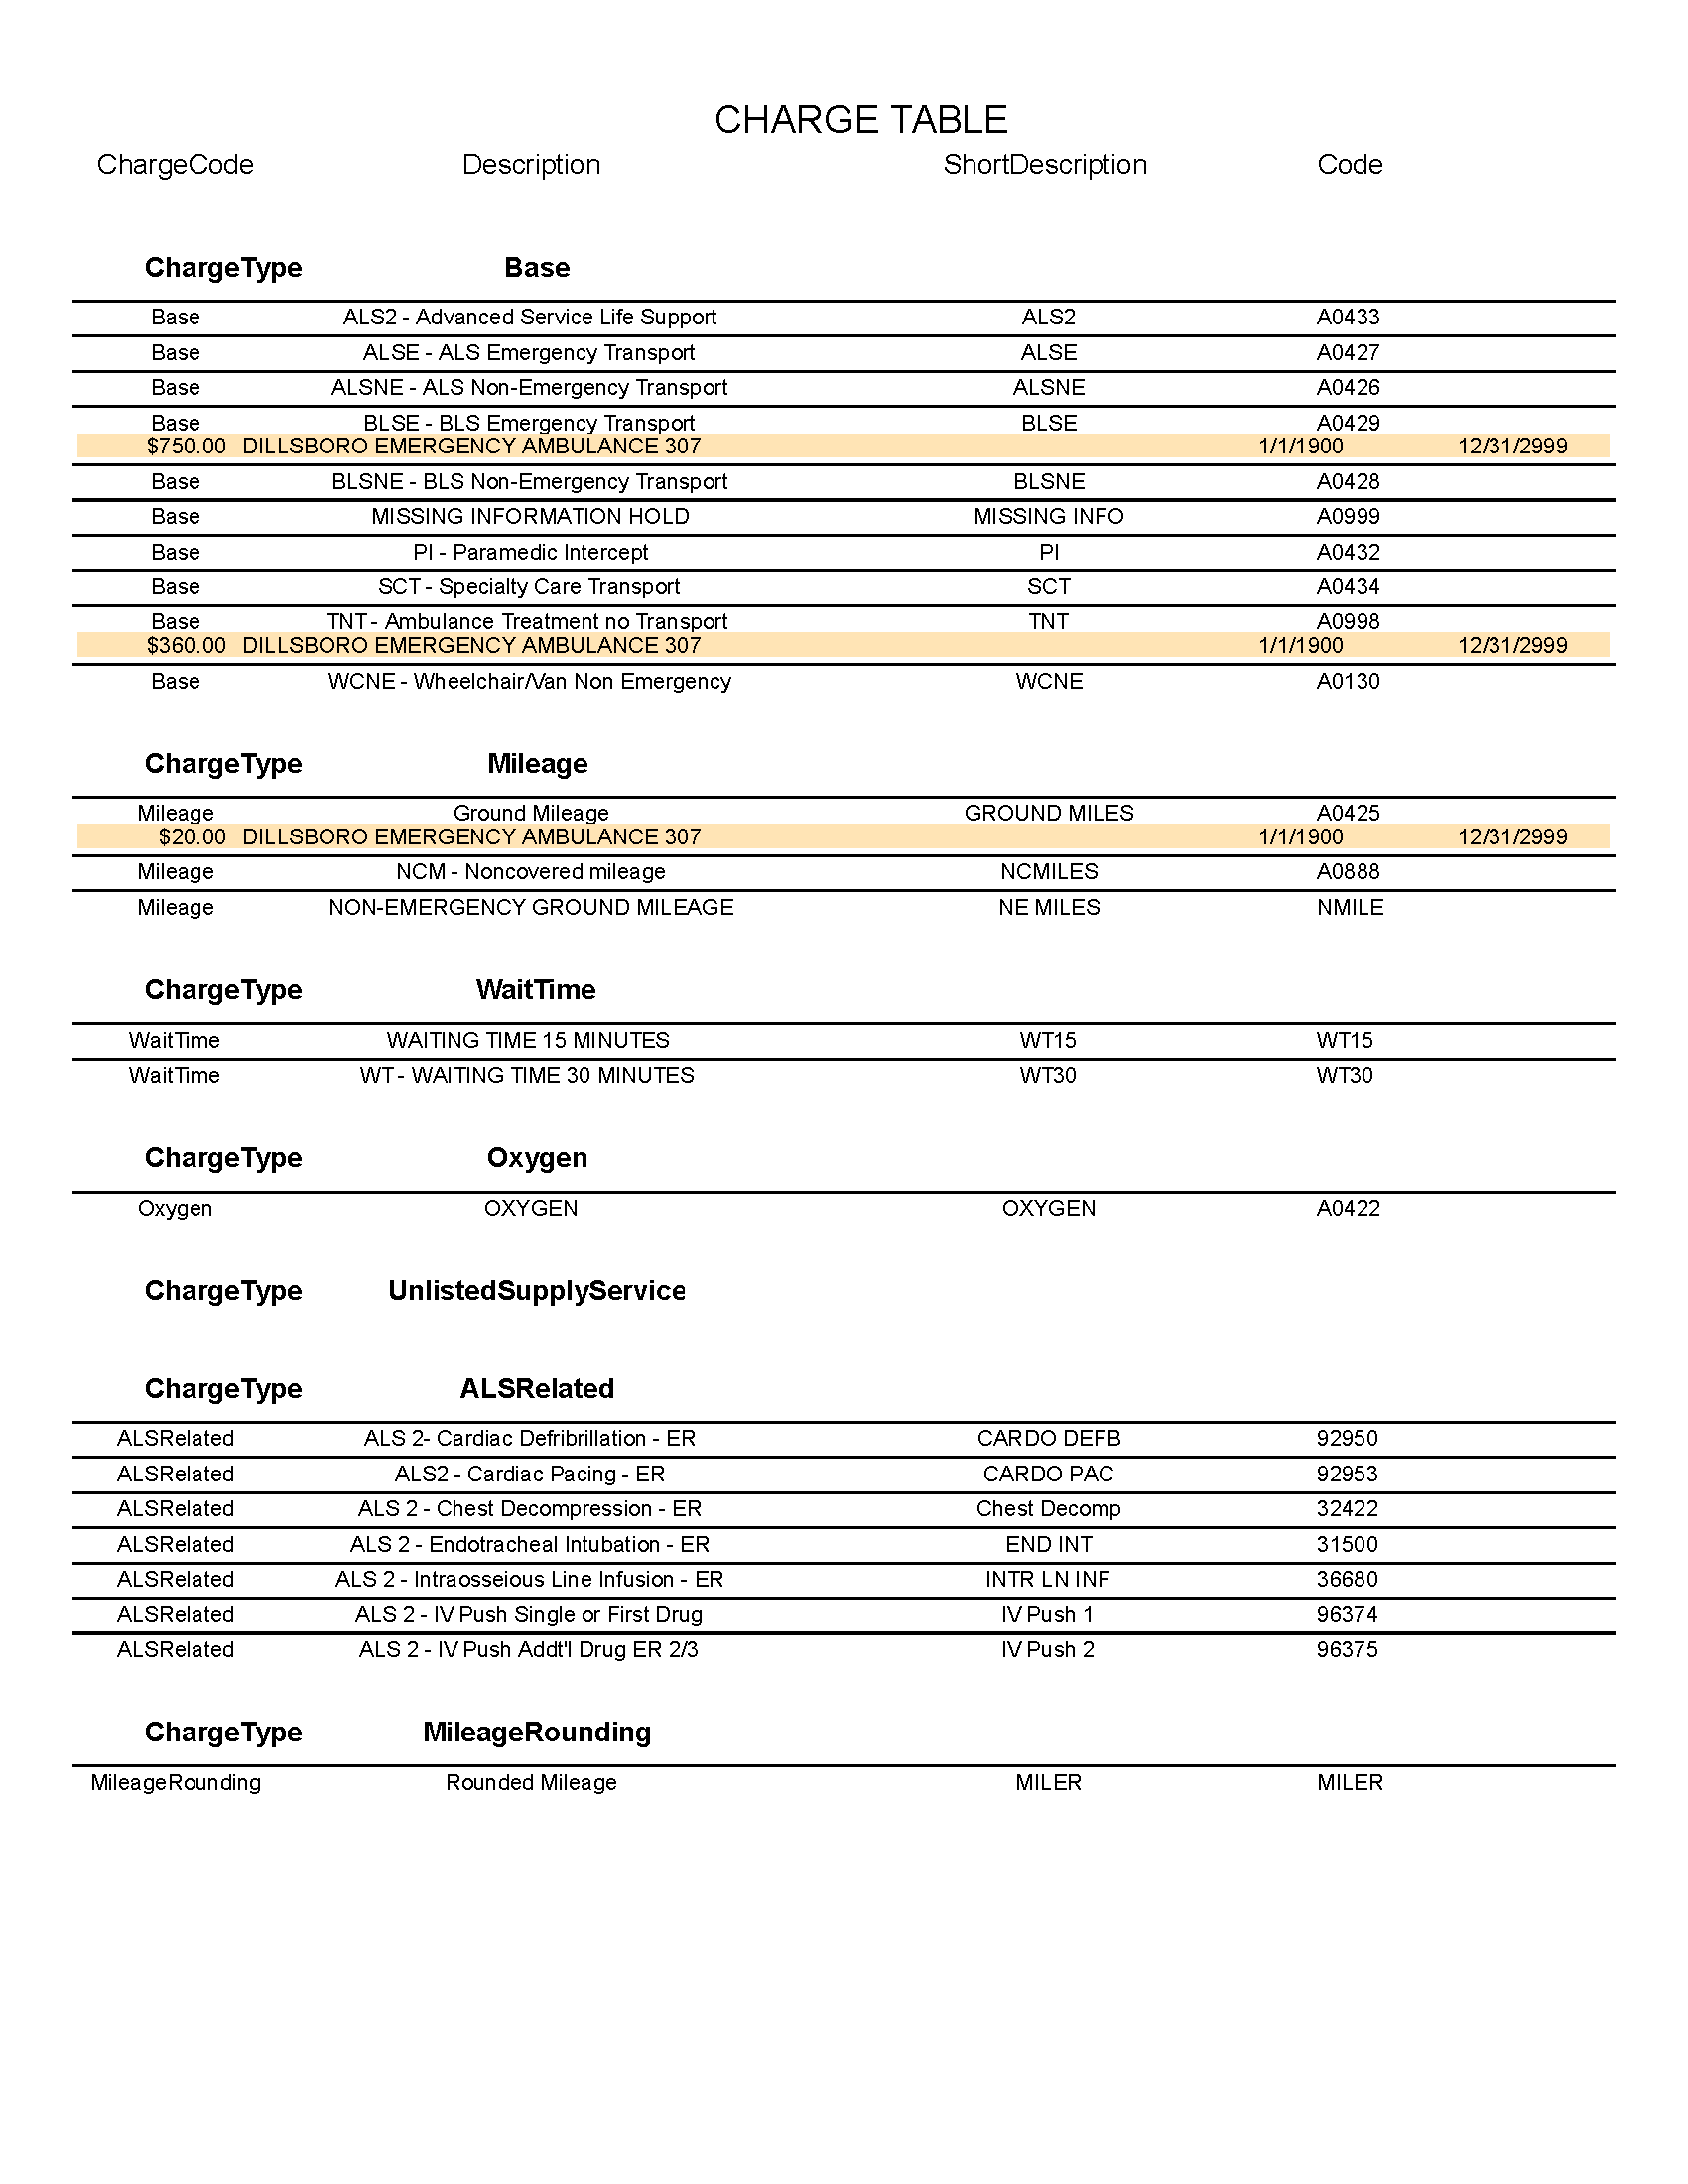 CHARGE TABLE
ChargeCode Description ShortDescription Code
ChargeType Base
Base ALS2 - Advanced Service Life Support ALS2 A0433
Base ALSE - ALS Emergency Transport ALSE A0427
Base ALSNE - ALS Non-Emergency Transport ALSNE A0426
Base BLSE - BLS Emergency Transport BLSE A0429
$750.00 DILLSBORO EMERGENCY AMBULANCE 307 1/1/1900 12/31/2999
Base BLSNE - BLS Non-Emergency Transport BLSNE A0428
Base MISSING INFORMATION HOLD MISSING INFO A0999
Base PI - Paramedic Intercept PI A0432
Base SCT - Specialty Care Transport SCT A0434
Base TNT - Ambulance Treatment no Transport TNT A0998
$360.00 DILLSBORO EMERGENCY AMBULANCE 307 1/1/1900 12/31/2999
Base WCNE - Wheelchair/Van Non Emergency WCNE A0130
ChargeType Mileage
Mileage Ground Mileage GROUND MILES A0425
$20.00 DILLSBORO EMERGENCY AMBULANCE 307 1/1/1900 12/31/2999
Mileage NCM - Noncovered mileage NCMILES A0888
Mileage NON-EMERGENCY GROUND MILEAGE NE MILES NMILE
ChargeType WaitTime
WaitTime WAITING TIME 15 MINUTES WT15 WT15
WaitTime WT - WAITING TIME 30 MINUTES WT30 WT30
ChargeType Oxygen
Oxygen OXYGEN OXYGEN A0422
ChargeType UnlistedSupplyService
ChargeType ALSRelated
ALSRelated ALS 2- Cardiac Defribrillation - ER CARDO DEFB 92950
ALSRelated ALS2 - Cardiac Pacing - ER CARDO PAC 92953
ALSRelated ALS 2 - Chest Decompression - ER Chest Decomp 32422
ALSRelated ALS 2 - Endotracheal Intubation - ER END INT 31500
ALSRelated ALS 2 - Intraosseious Line Infusion - ER INTR LN INF 36680
ALSRelated ALS 2 - IV Push Single or First Drug IV Push 1 96374
ALSRelated ALS 2 - IV Push Addt'l Drug ER 2/3 IV Push 2 96375
ChargeType MileageRounding
MileageRounding Rounded Mileage MILER MILER